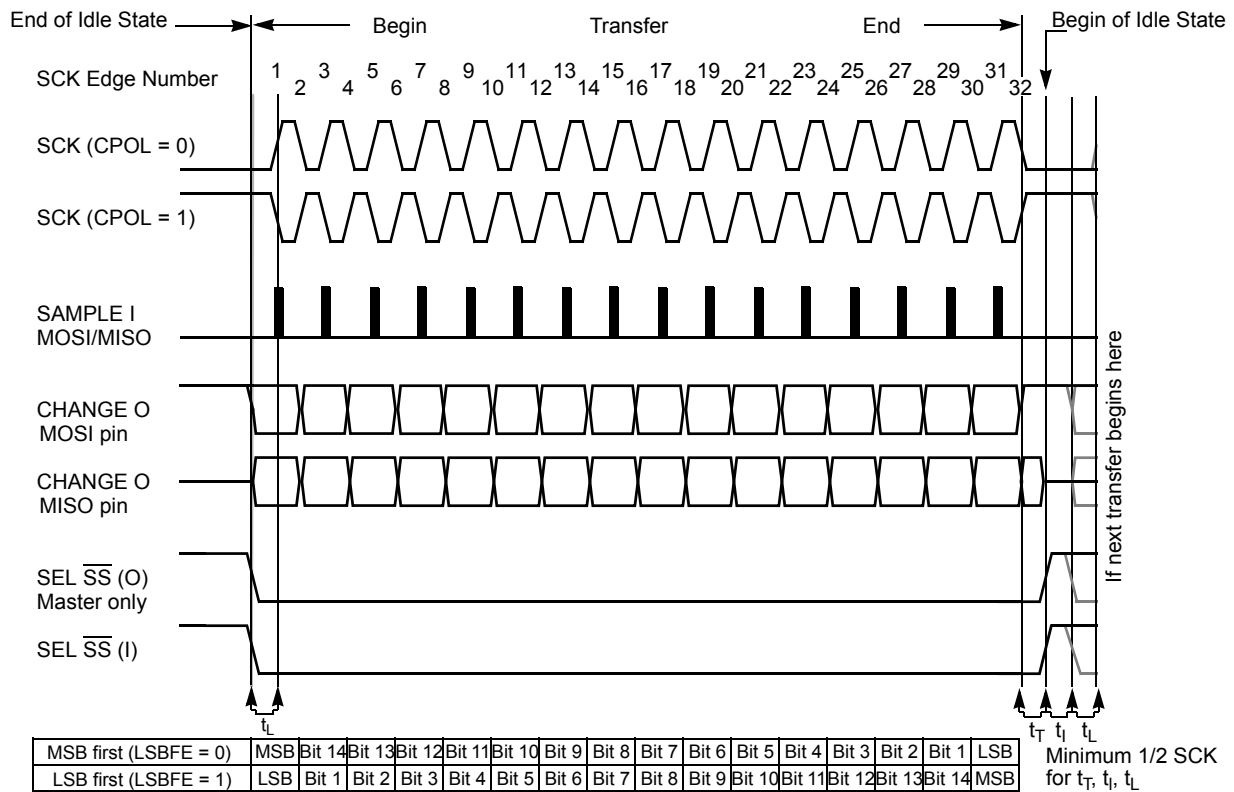 End of Idle State
Begin
Transfer
End
Begin of Idle State
SCK Edge Number
1 2 3 4 5 6 7 8 9 10 11 12 13 14 15 16 17 18 19 20 21 22 23 24 25 26 27 28 29 30 31 32
SCK (CPOL = 0)
SCK (CPOL = 1)
SAMPLE I
MOSI/MISO
CHANGE O
MOSI pin
CHANGE O
MISO pin
SEL SS (O)
Master only
SEL SS (I)
If next transfer begins here
tL
tT tI tL
MSB first (LSBFE = 0) MSB Bit 14 Bit 13 Bit 12 Bit 11 Bit 10 Bit 9 Bit 8 Bit 7 Bit 6 Bit 5 Bit 4 Bit 3 Bit 2 Bit 1 LSB
LSB first (LSBFE = 1) LSB Bit 1 Bit 2 Bit 3 Bit 4 Bit 5 Bit 6 Bit 7 Bit 8 Bit 9 Bit 10 Bit 11 Bit 12 Bit 13 Bit 14 MSB
Minimum 1/2 SCK
for tT, tI, tL